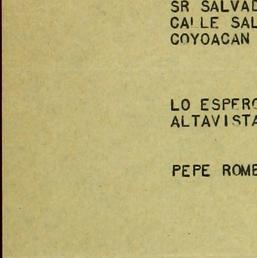 SR SALVAD
CALLE SAL
COYOACAN
LO ESPERO
ALTAVISTA
PEPE ROME